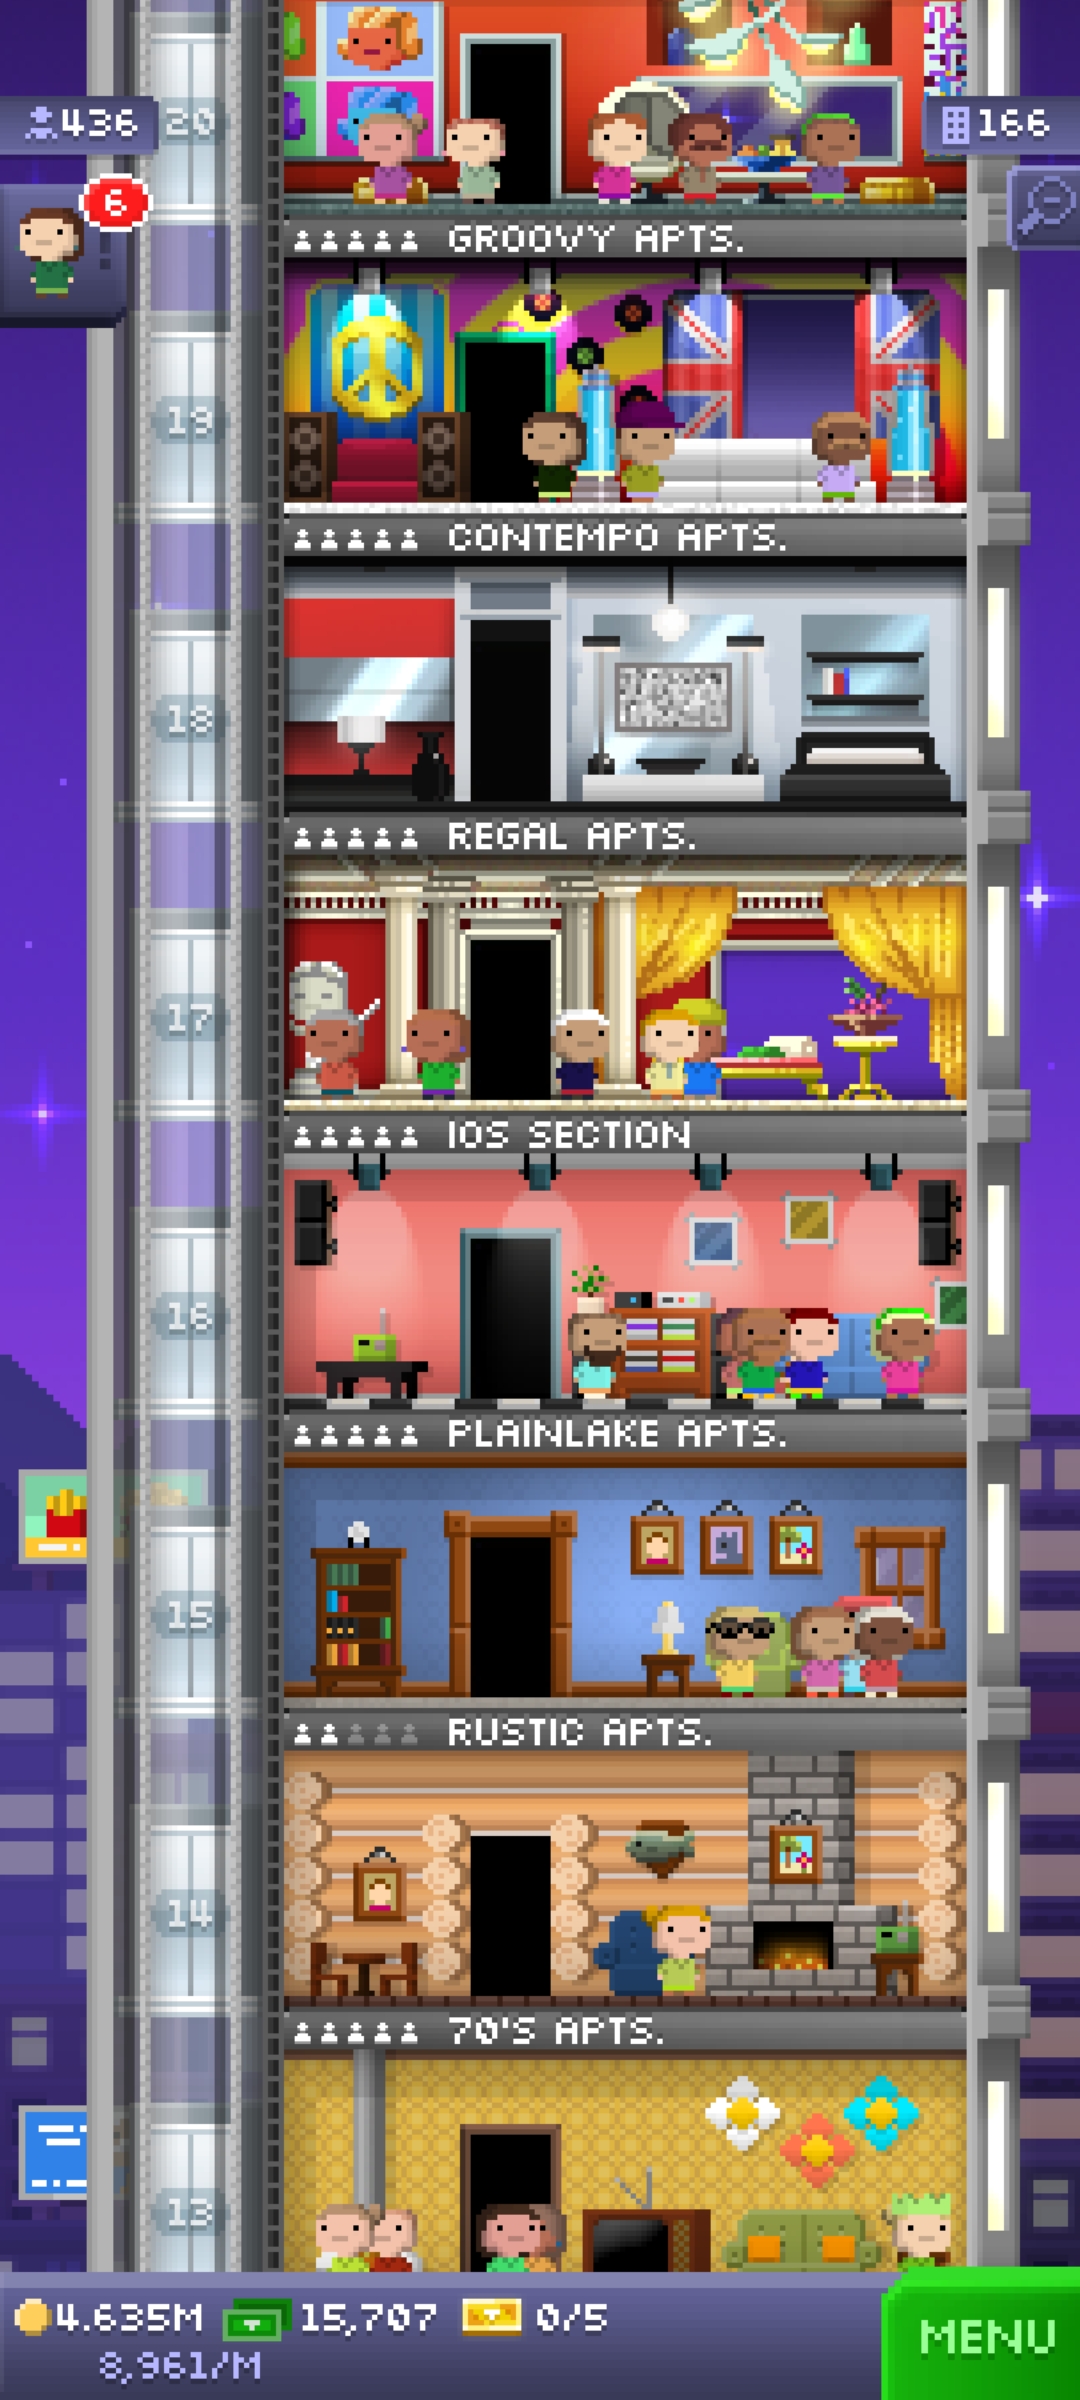 20
436
166
6
GROOVY APTS.
19
CONTEMPO APTS.
18
REGAL APTS.
17
IOS SECTION
16
PLAINLAKE APTS.
15
RUSTIC APTS.
14
70'S APTS.
13
4.635M 15,707 0/5
8,961/M
MENU